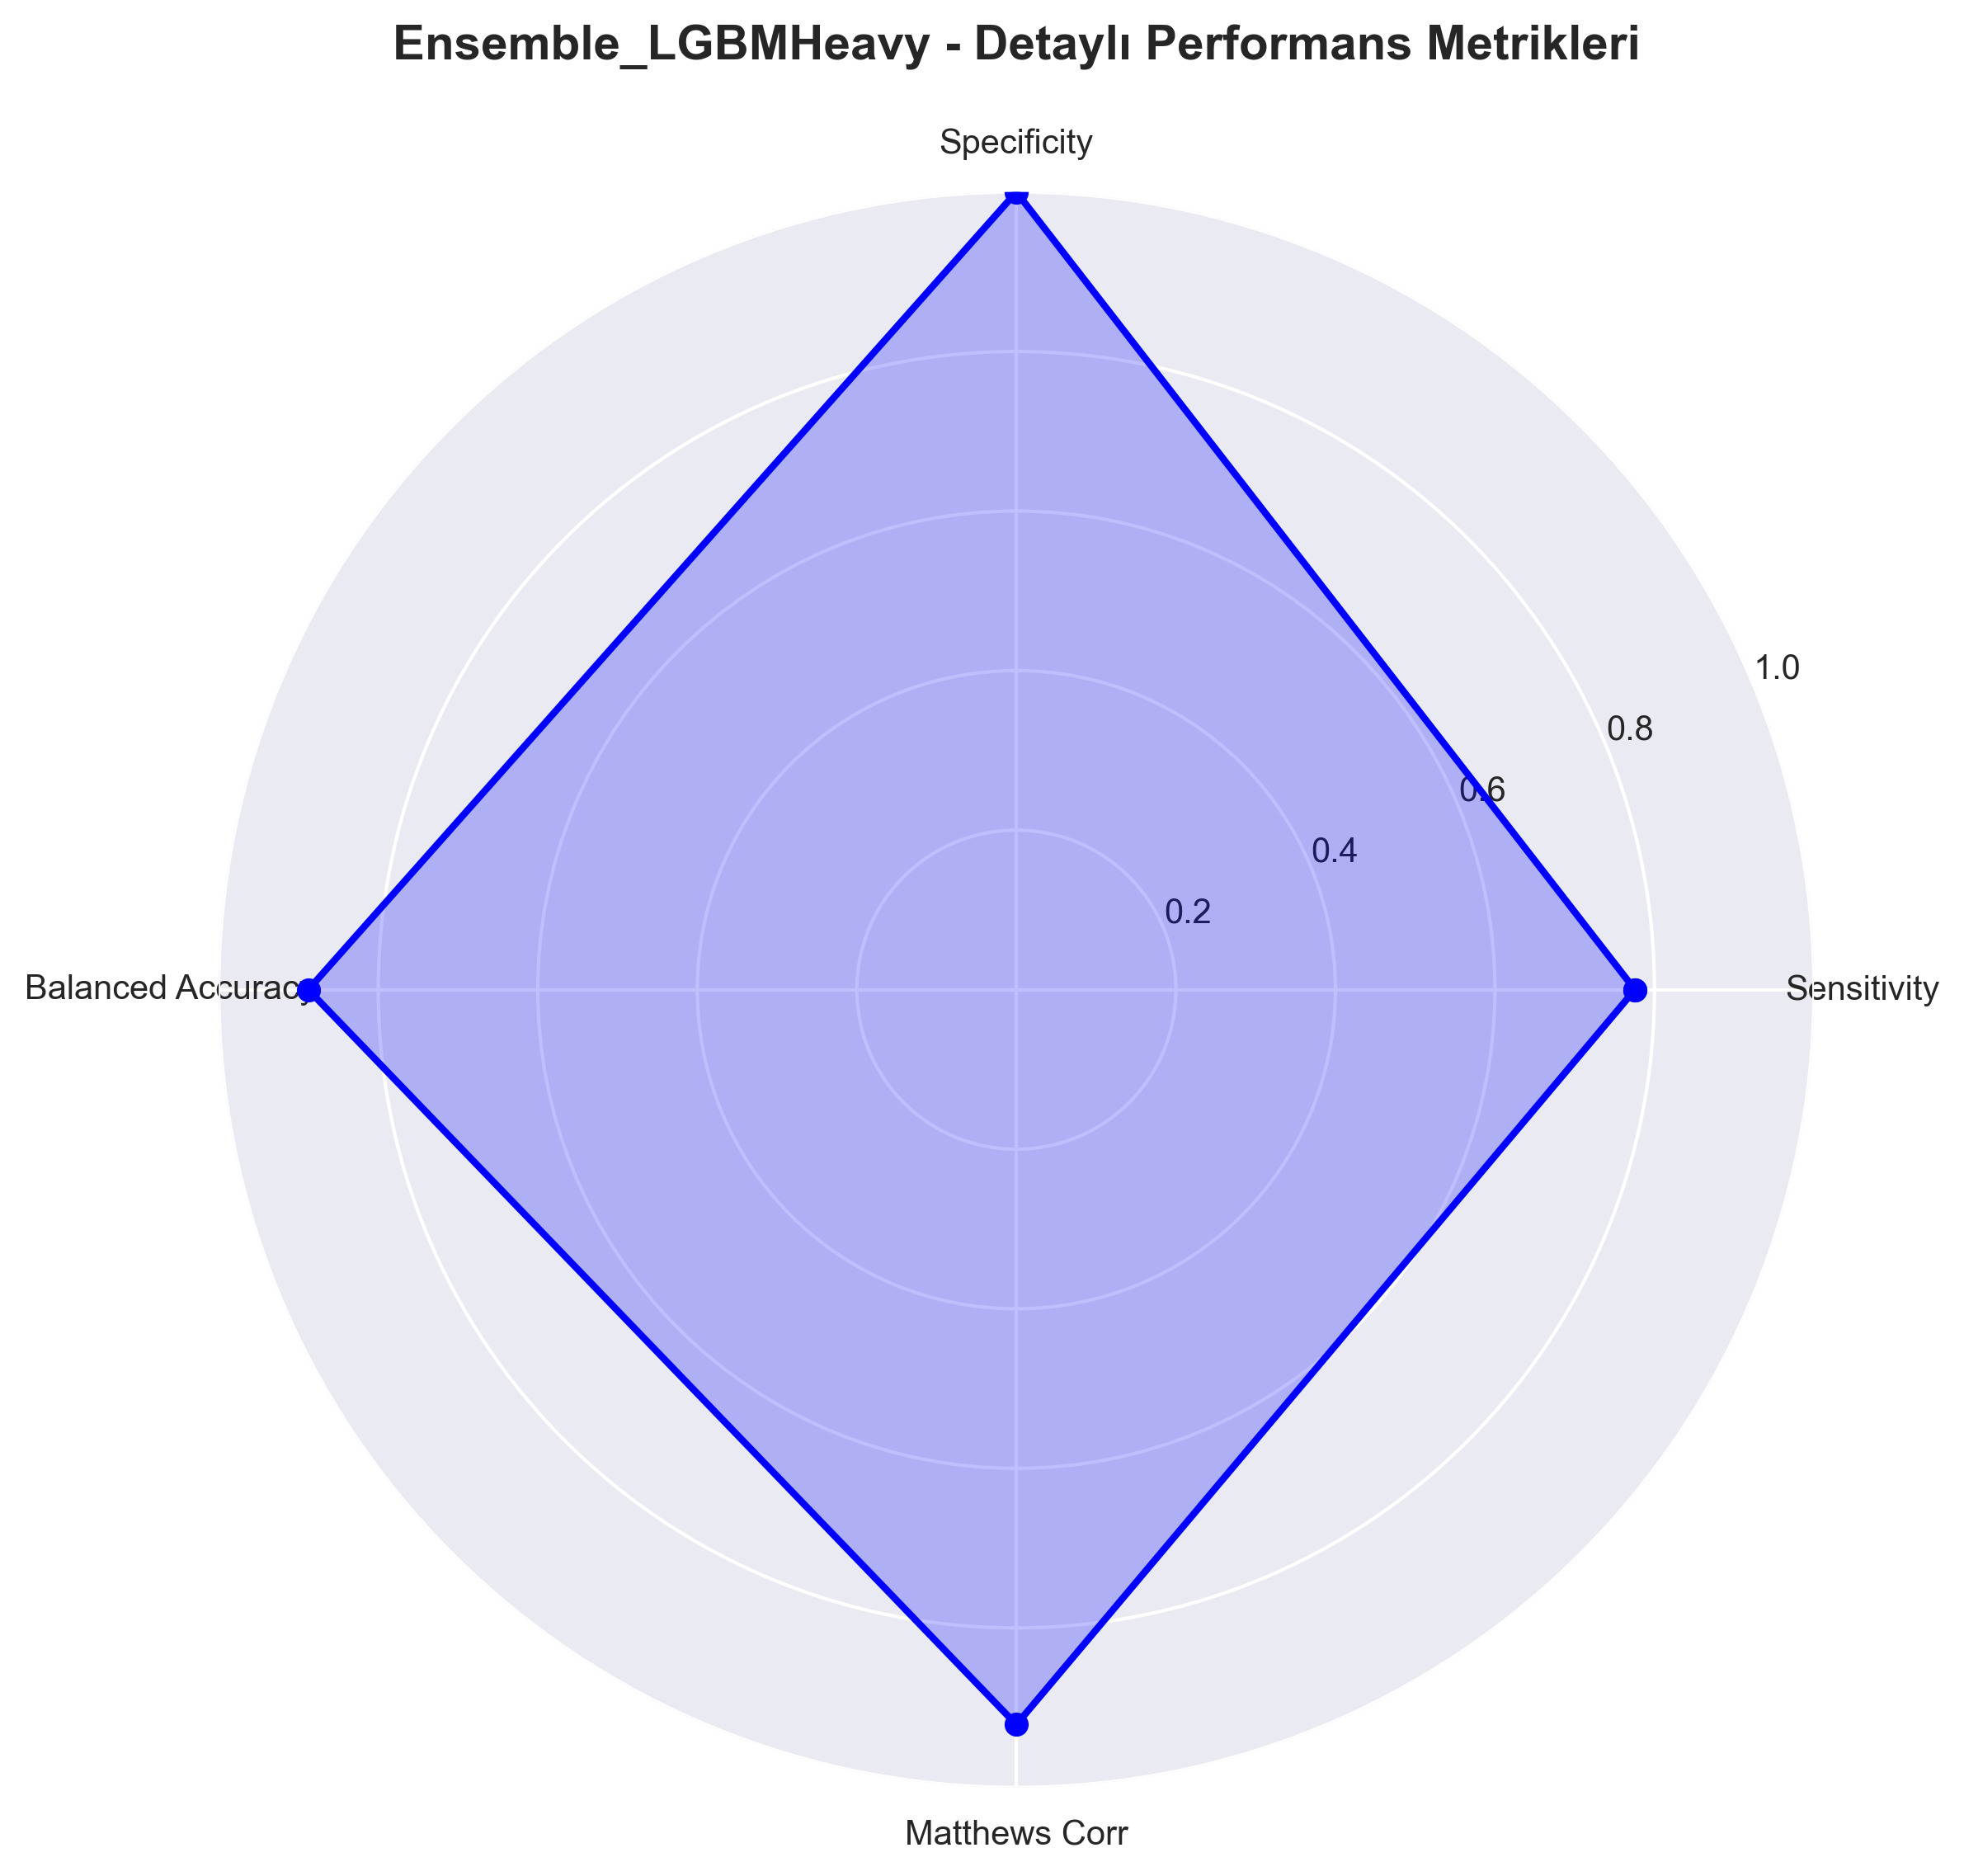 Ensemble_LGBMHeavy - Detaylı Performans Metrikleri
Specificity
1.0
0.8
0.6
0.4
0.2
Balanced Accuracy
Sensitivity
Matthews Corr